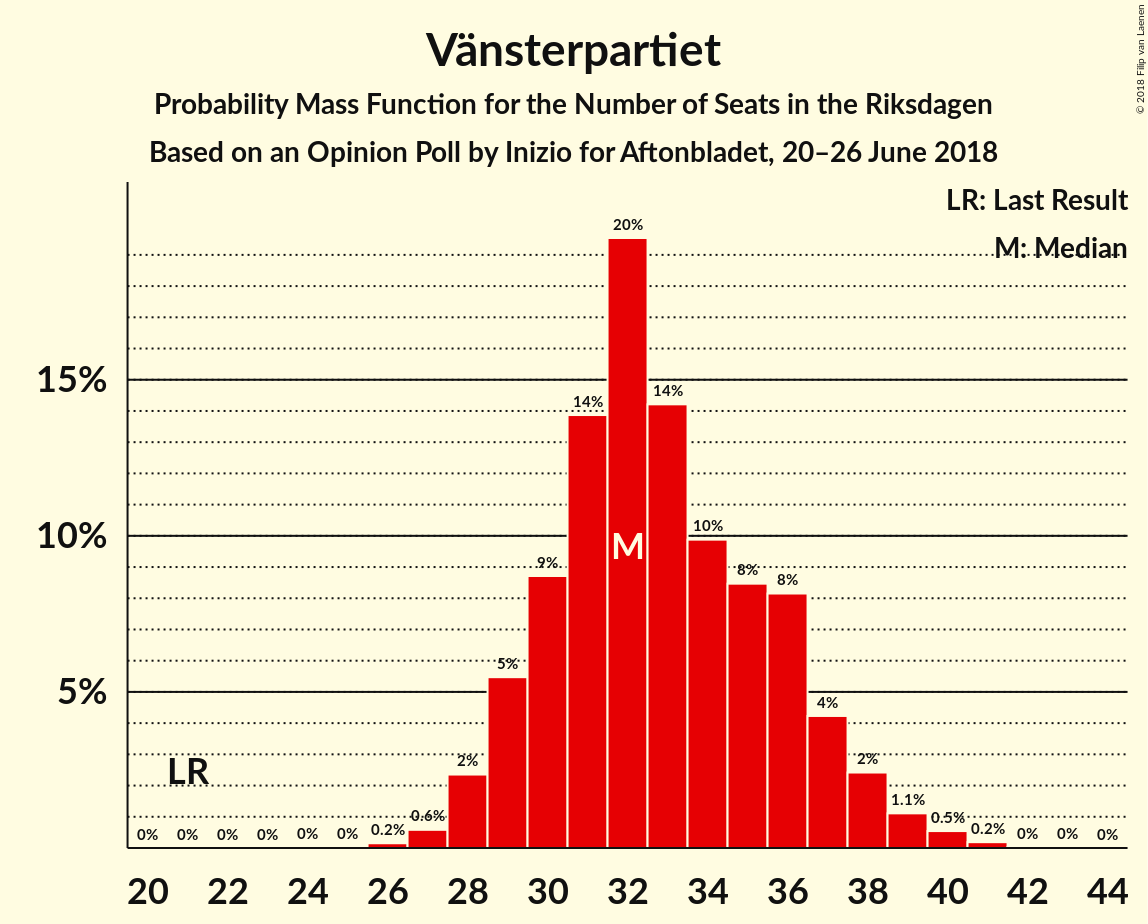 Vänsterpartiet
Probability Mass Function for the Number of Seats in the Riksdagen
Based on an Opinion Poll by Inizio for Aftonbladet, 20–26 June 2018
© 2018 Filip van Laenen
LR: Last Result
M: Median
15%
10%
5%
LR
M
0% 0% 0% 0% 0% 0% 0.2% 0.6% 2% 5% 9% 14% 20% 14% 10% 8% 8% 4% 2% 1.1% 0.5% 0.2% 0% 0% 0%
20 22 24 26 28 30 32 34 36 38 40 42 44